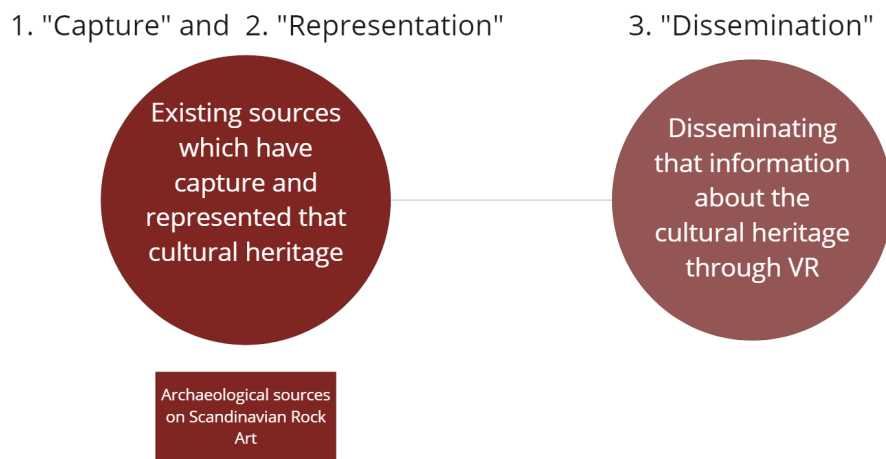 1. "Capture" and  2. "Representation"
3. "Dissemination"
Existing sources
which have
capture and
represented that
cultural heritage
Disseminating
that information
about the
cultural heritage
through VR
Archaeological sources
on Scandinavian Rock
Art